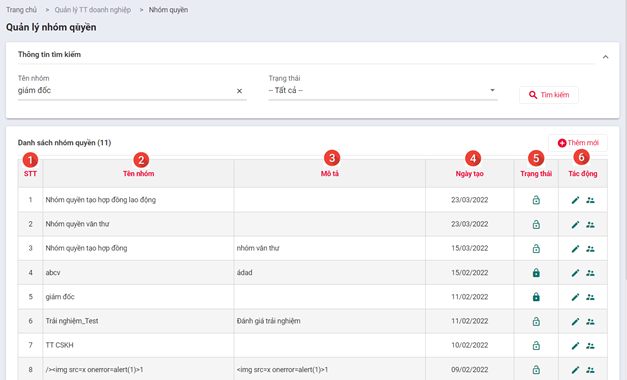 Trang chủ > Quản lý TT doanh nghiệp > Nhóm quyền
Quản lý nhóm quyền
Thông tin tìm kiếm
Tên nhóm Trạng thái
giám đốc × -- Tất cả -- Tìm kiếm
Danh sách nhóm quyền (11) Thêm mới
1 2 3 4 5 6
STT Tên nhóm Mô tả Ngày tạo Trạng thái Tác động
1 Nhóm quyền tạo hợp đồng lao động 23/03/2022
2 Nhóm quyền văn thư 23/03/2022
3 Nhóm quyền tạo hợp đồng nhóm văn thư 15/03/2022
4 abcv ádad 15/02/2022
5 giám đốc 11/02/2022
6 Trải nghiệm_Test Đánh giá trải nghiệm 11/02/2022
7 TT CSKH 10/02/2022
8 /><img src=x onerror=alert(1)>1 <img src=x onerror=alert(1)>1 09/02/2022